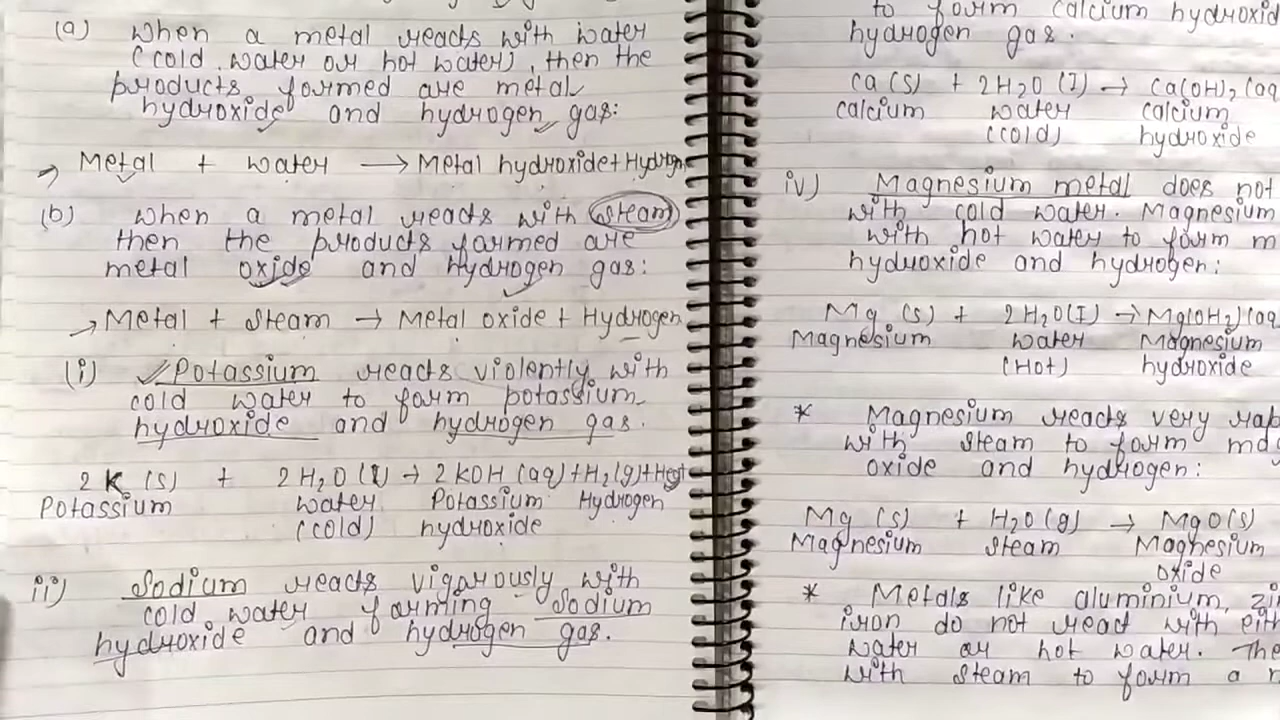 (a) When a metal reacts with water
(cold water or hot water), then the
products formed are metal
hydroxide and hydrogen gas:
Metal + water → Metal hydroxide + Hydrogn
(b) When a metal reacts with steam
then the products formed are
metal oxide and hydrogen gas:
→ Metal + Steam → Metal oxide + Hydrogen
(i) Potassium reacts violently with
cold water to form potassium
hydroxide and hydrogen gas.
2K (s) + 2H₂O (l) → 2KOH (aq) + H₂(g) + Heat
Potassium water Potassium Hydrogen
(cold) hydroxide
ii) Sodium reacts vigarously with
cold water farming Sodium
hydroxide and hydrogen gas.
to form calcium hydroxid
hydrogen gas.
Ca (s) + 2H₂O (l) → Ca(OH)₂ (aq
calcium water calcium
(cold) hydroxide
iv) Magnesium metal does not
with cold water. Magnesium
with hot water to form m
hydroxide and hydrogen:
Mg (s) + 2H₂O(l) → Mg(OH₂)(aq
Magnesium water Magnesium
(Hot) hydroxide
* Magnesium reacts very rap
with steam to form mag
oxide and hydrogen:
Mg (s) + H₂O(g) → MgO(s)
Magnesium steam Magnesium
oxide
* Metals like aluminium, zi
iron do not react with eith
water or hot water. The
with steam to form a m